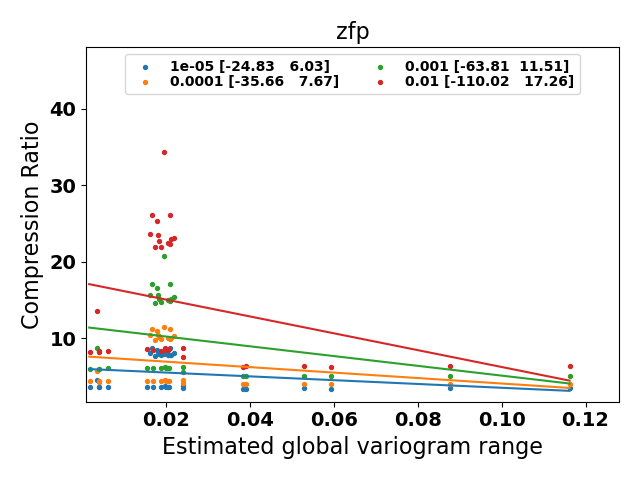 zfp
1e-05 [-24.83 6.03]
0.0001 [-35.66 7.67]
0.001 [-63.81 11.51]
0.01 [-110.02 17.26]
Compression Ratio
40
30
20
10
0.02 0.04 0.06 0.08 0.10 0.12
Estimated global variogram range